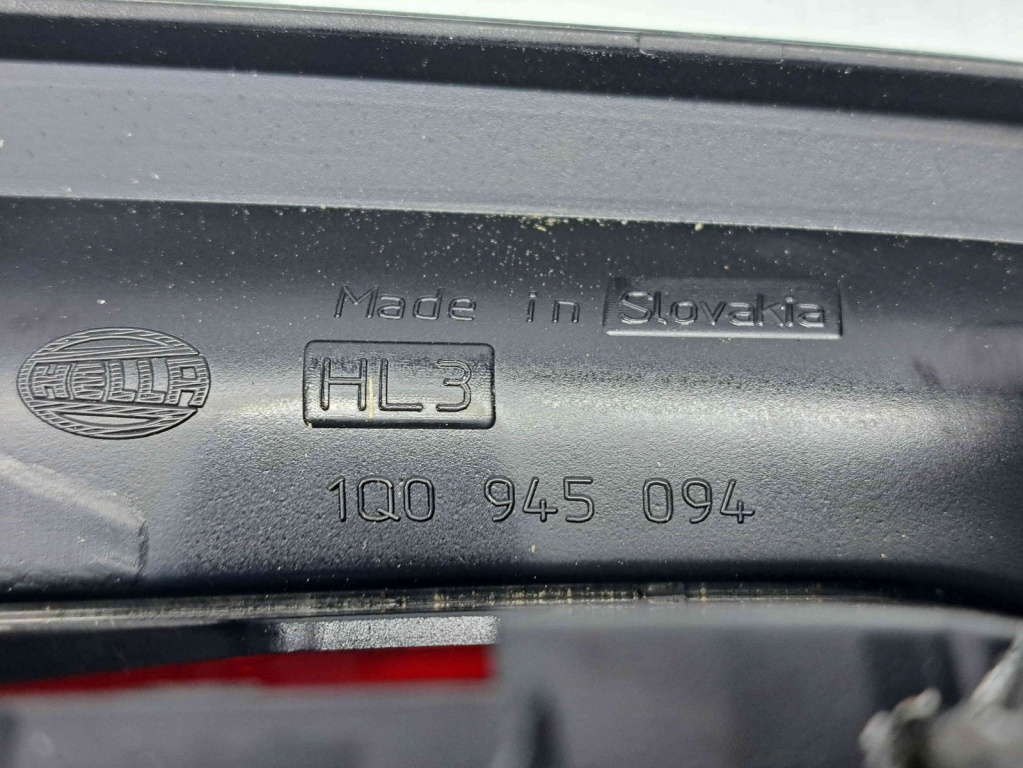 Made in Slovakia
HELLA
HL3
1Q0 945 094